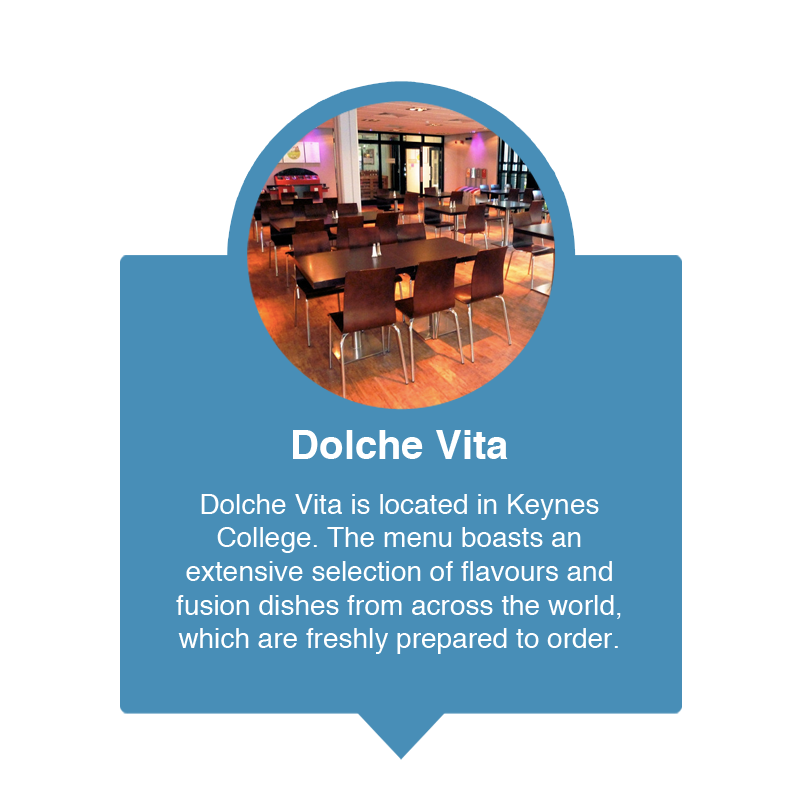 Dolche Vita
Dolche Vita is located in Keynes
College. The menu boasts an
extensive selection of flavours and
fusion dishes from across the world,
which are freshly prepared to order.